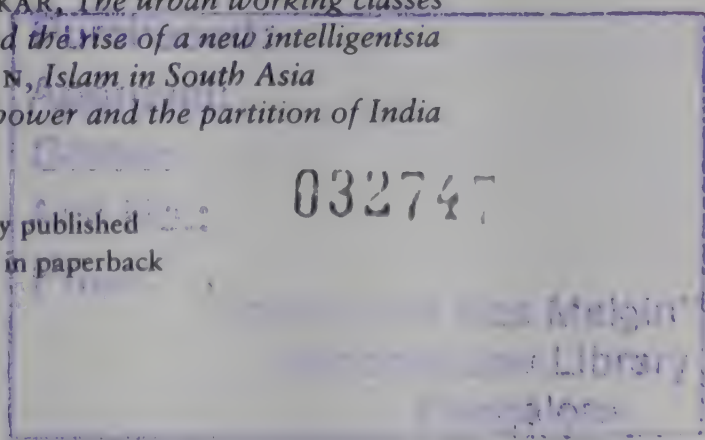 KAR, The urban working classes
d the rise of a new intelligentsia
N, Islam in South Asia
power and the partition of India
032747
y published
in paperback
Library